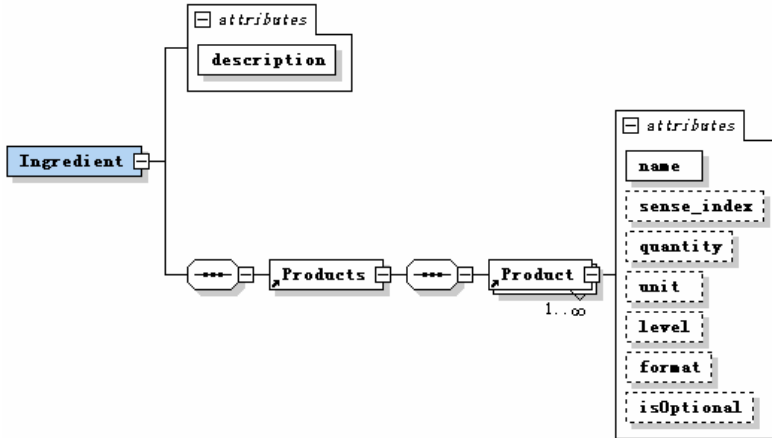 attributes
description
Ingredient
attributes
name
sense_index
quantity
unit
level
format
isOptional
Products
Product
1..∞